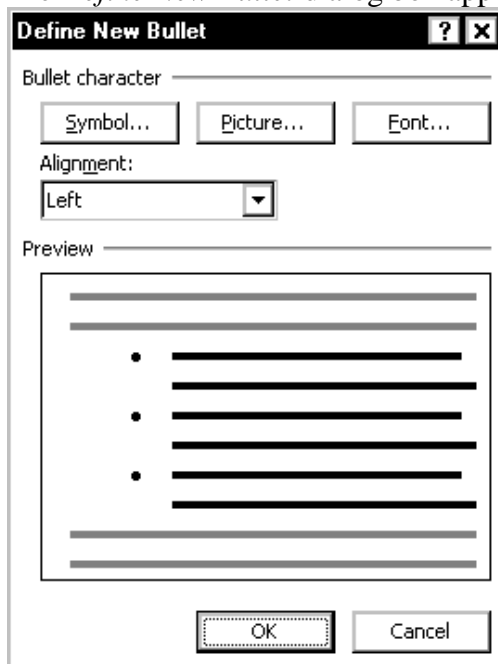 Define New Bullet
Bullet character
Symbol... Picture... Font...
Alignment:
Left
Preview
OK Cancel